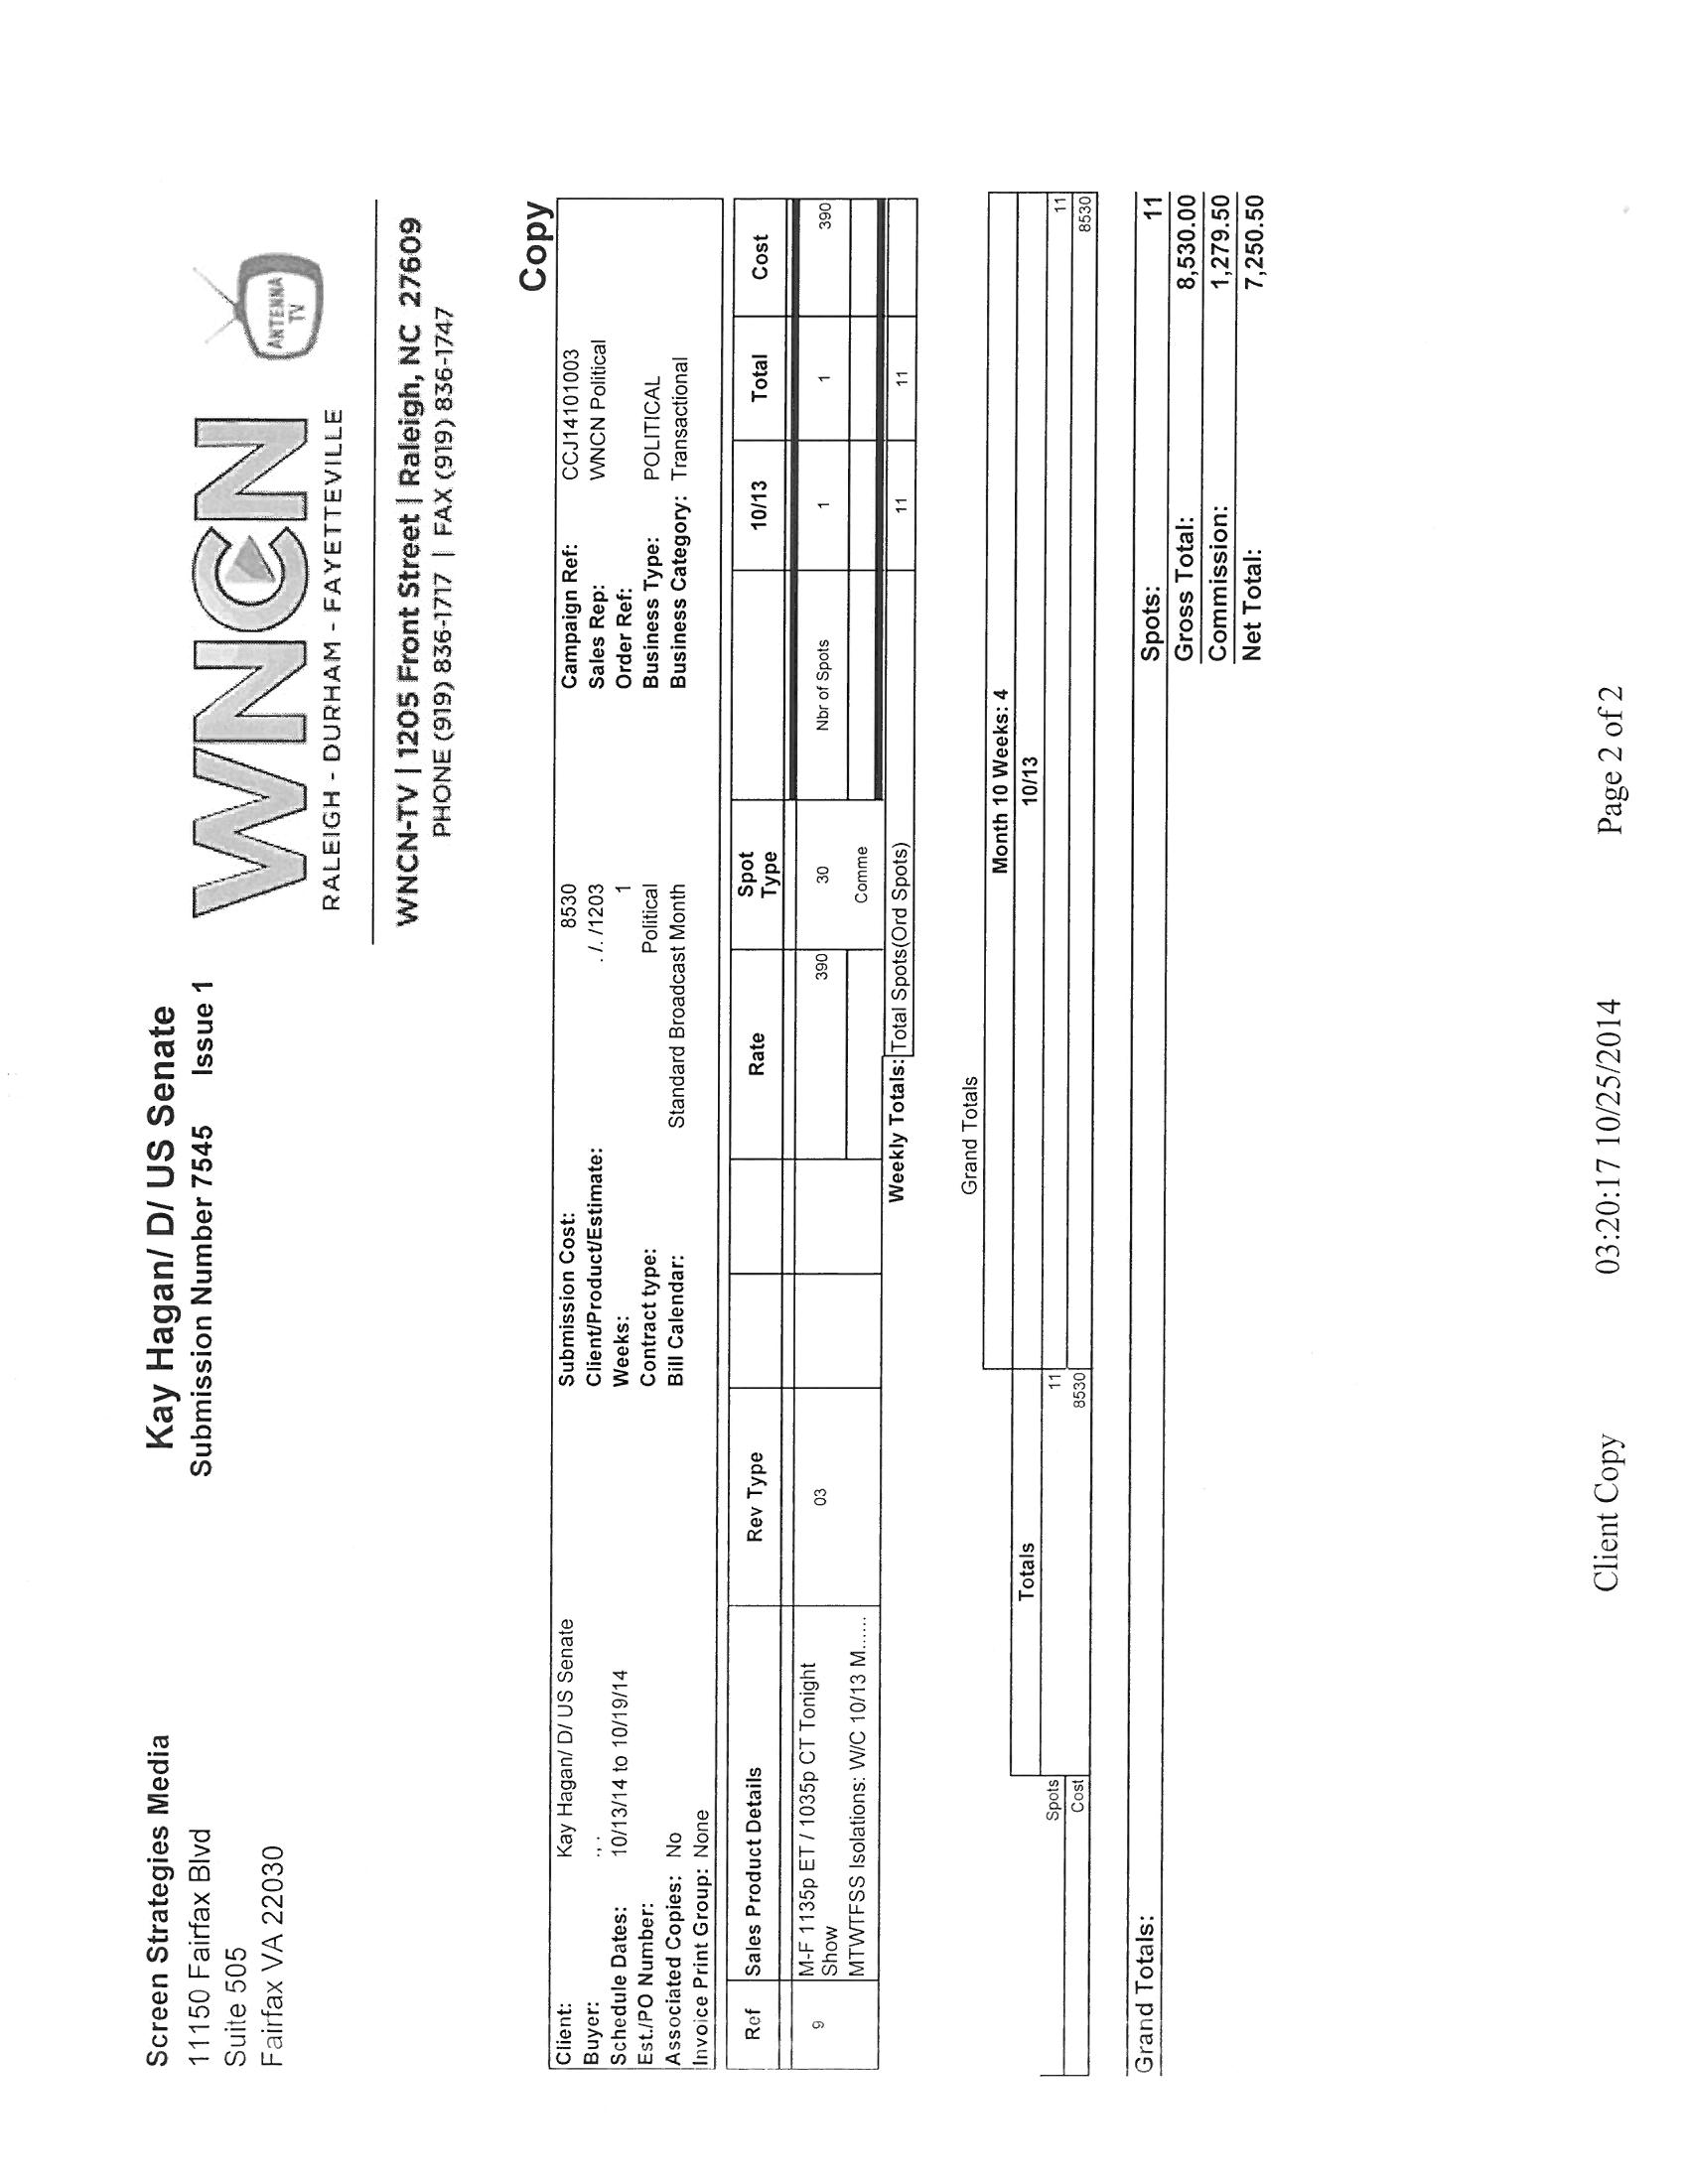 Screen Strategies Media
11150 Fairfax Blvd
Suite 505
Fairfax VA 22030
Kay Hagan/ D/ US Senate
Submission Number 7545 Issue 1
WNCN
RALEIGH - DURHAM - FAYETTEVILLE
ANTENNA
TV
WNCN-TV | 1205 Front Street | Raleigh, NC 27609
PHONE (919) 836-1717 | FAX (919) 836-1747
Copy
Client: Kay Hagan/ D/ US Senate Submission Cost: 8530 Campaign Ref: CCJ14101003
Buyer: ., . Client/Product/Estimate: ./. /1203 Sales Rep: WNCN Political
Schedule Dates: 10/13/14 to 10/19/14 Weeks: 1 Order Ref:
Est./PO Number: Contract type: Political Business Type: POLITICAL
Associated Copies: No Bill Calendar: Standard Broadcast Month Business Category: Transactional
Invoice Print Group: None
Ref Sales Product Details Rev Type Rate Spot Type 10/13 Total Cost
9 M-F 1135p ET / 1035p CT Tonight Show 03 390 30 Nbr of Spots 1 1 390
MTWTFSS Isolations: W/C 10/13 M...... Comme
Weekly Totals: Total Spots(Ord Spots) 11 11
Grand Totals
Month 10 Weeks: 4
Totals 10/13
Spots 11 11
Cost 8530 8530
Grand Totals: Spots: 11
Gross Total: 8,530.00
Commission: 1,279.50
Net Total: 7,250.50
Client Copy 03:20:17 10/25/2014 Page 2 of 2